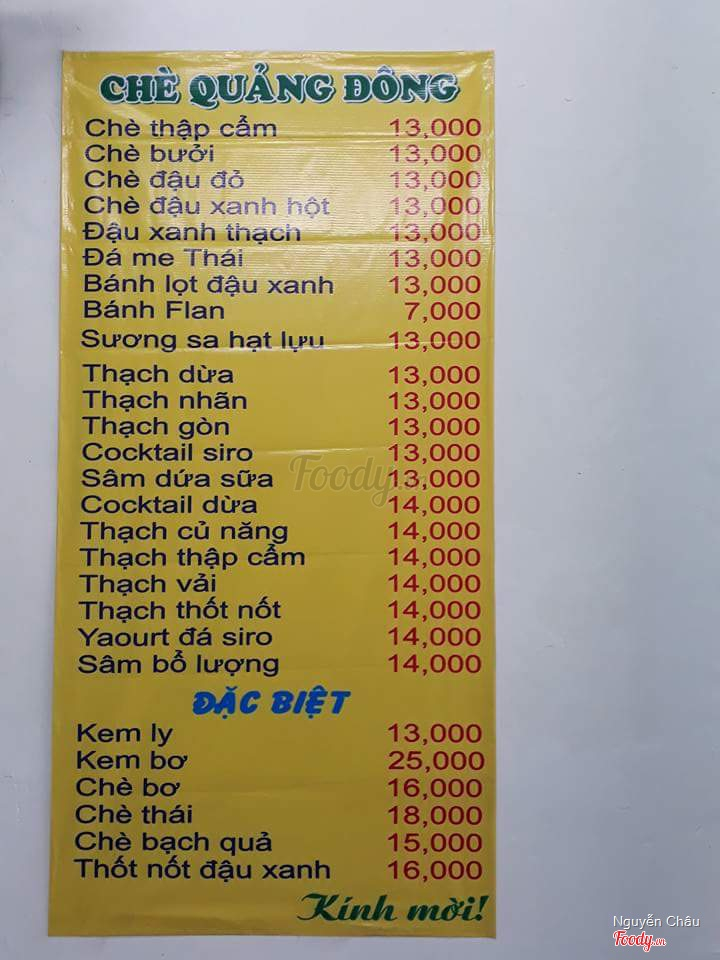 CHÈ QUẢNG ĐÔNG
Chè thập cẩm 13,000
Chè bưởi 13,000
Chè đậu đỏ 13,000
Chè đậu xanh hột 13,000
Đậu xanh thạch 13,000
Đá me Thái 13,000
Bánh lọt đậu xanh 13,000
Bánh Flan 7,000
Sương sa hạt lựu 13,000
Thạch dừa 13,000
Thạch nhãn 13,000
Thạch gòn 13,000
Cocktail siro 13,000
Sâm dứa sữa 13,000
Cocktail dừa 14,000
Thạch củ năng 14,000
Thạch thập cẩm 14,000
Thạch vải 14,000
Thạch thốt nốt 14,000
Yaourt đá siro 14,000
Sâm bổ lượng 14,000
ĐẶC BIỆT
Kem ly 13,000
Kem bơ 25,000
Chè bơ 16,000
Chè thái 18,000
Chè bạch quả 15,000
Thốt nốt đậu xanh 16,000
Kính mời!
Foody.vn
Nguyễn Châu
Foody.vn